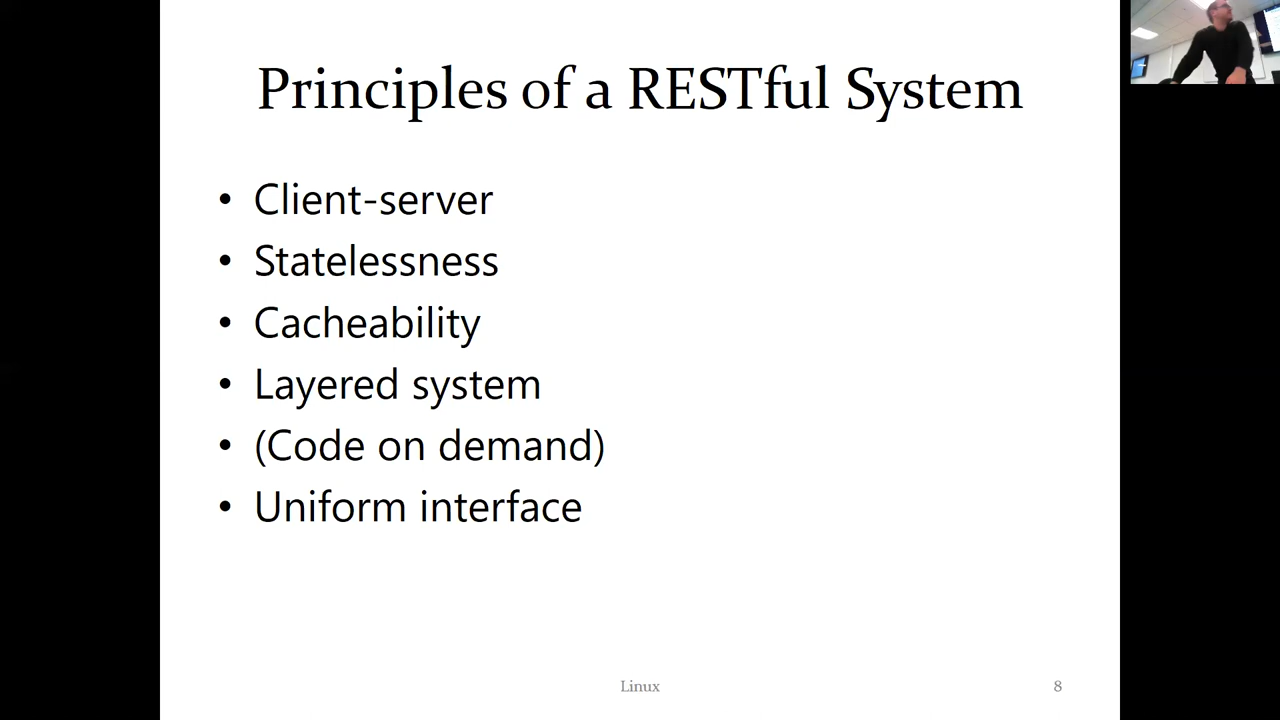 Principles of a RESTful System
• Client-server
• Statelessness
• Cacheability
• Layered system
• (Code on demand)
• Uniform interface
Linux
8